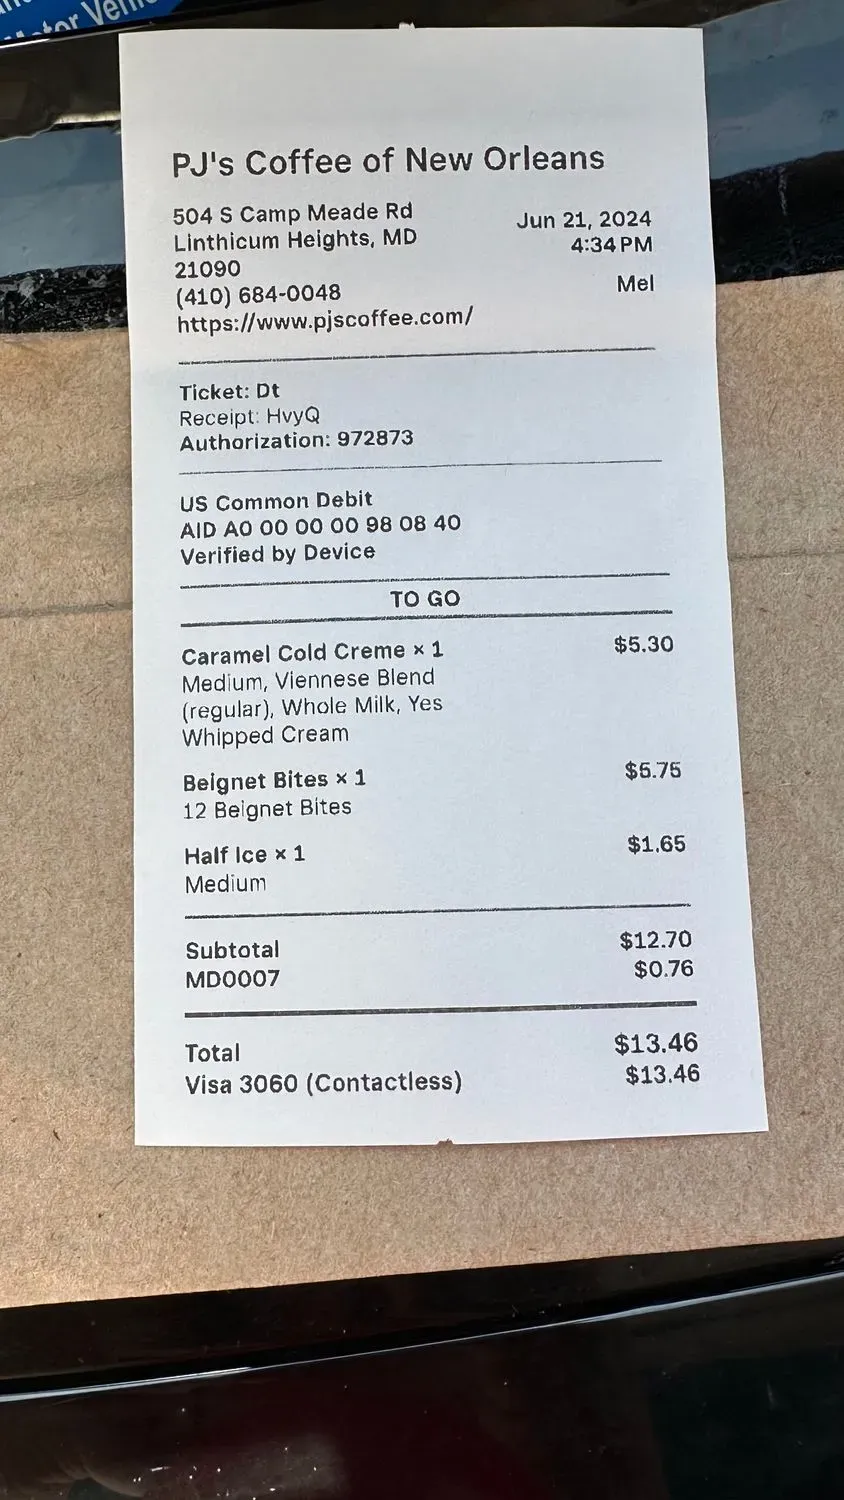 Motor Vehi
PJ's Coffee of New Orleans
504 S Camp Meade Rd
Linthicum Heights, MD
21090
(410) 684-0048
https://www.pjscoffee.com/
Jun 21, 2024
4:34 PM
Mel
Ticket: Dt
Receipt: HvyQ
Authorization: 972873
US Common Debit
AID A0 00 00 00 98 08 40
Verified by Device
TO GO
Caramel Cold Creme × 1 $5.30
Medium, Viennese Blend
(regular), Whole Milk, Yes
Whipped Cream
Beignet Bites × 1 $5.75
12 Beignet Bites
Half Ice × 1 $1.65
Medium
Subtotal $12.70
MD0007 $0.76
Total $13.46
Visa 3060 (Contactless) $13.46